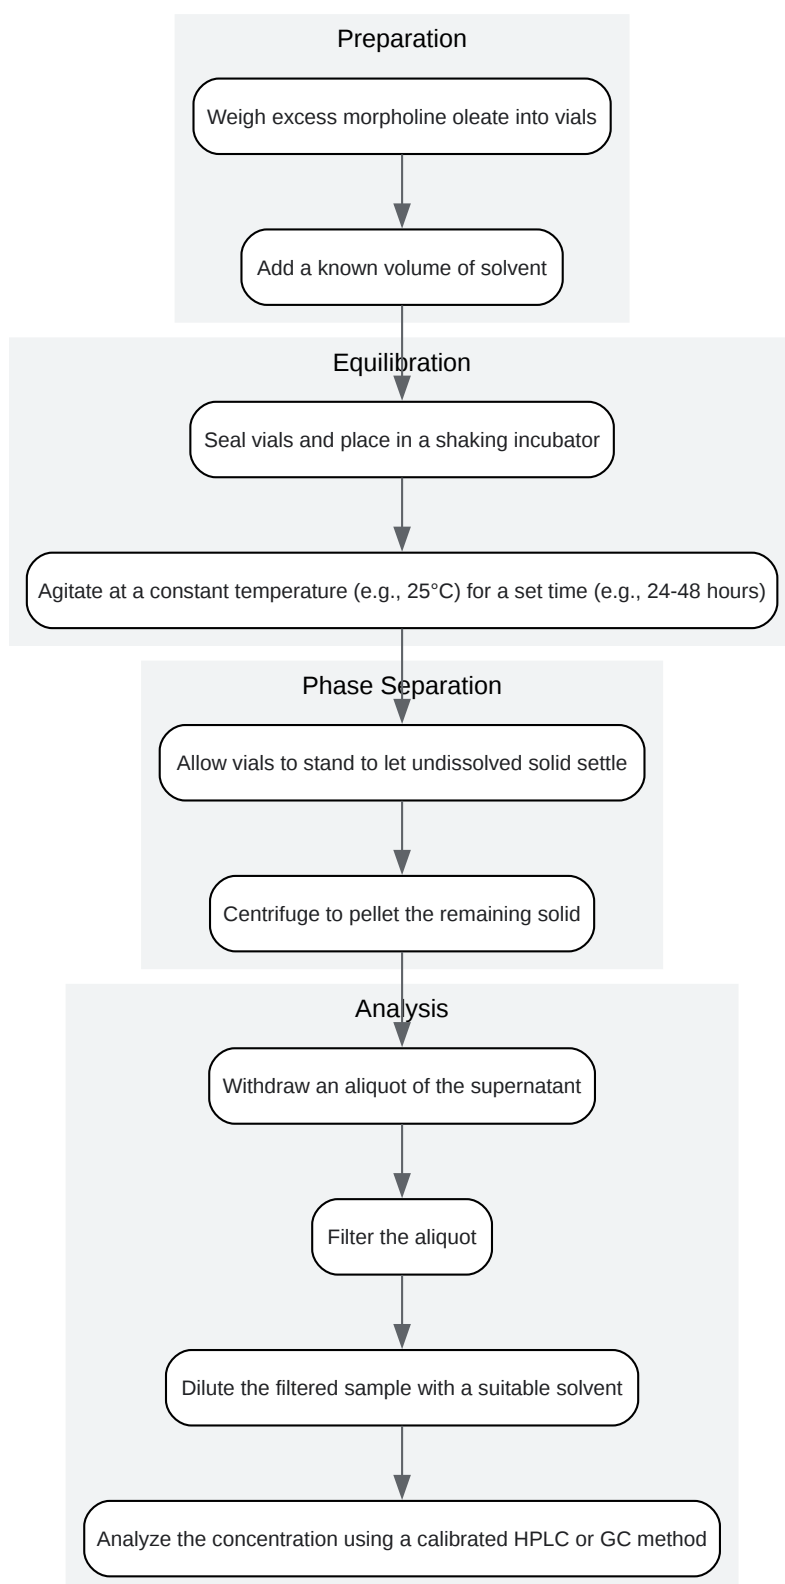 Preparation
Weigh excess morpholine oleate into vials
Add a known volume of solvent
Equilibration
Seal vials and place in a shaking incubator
Agitate at a constant temperature (e.g., 25°C) for a set time (e.g., 24-48 hours)
Phase Separation
Allow vials to stand to let undissolved solid settle
Centrifuge to pellet the remaining solid
Analysis
Withdraw an aliquot of the supernatant
Filter the aliquot
Dilute the filtered sample with a suitable solvent
Analyze the concentration using a calibrated HPLC or GC method